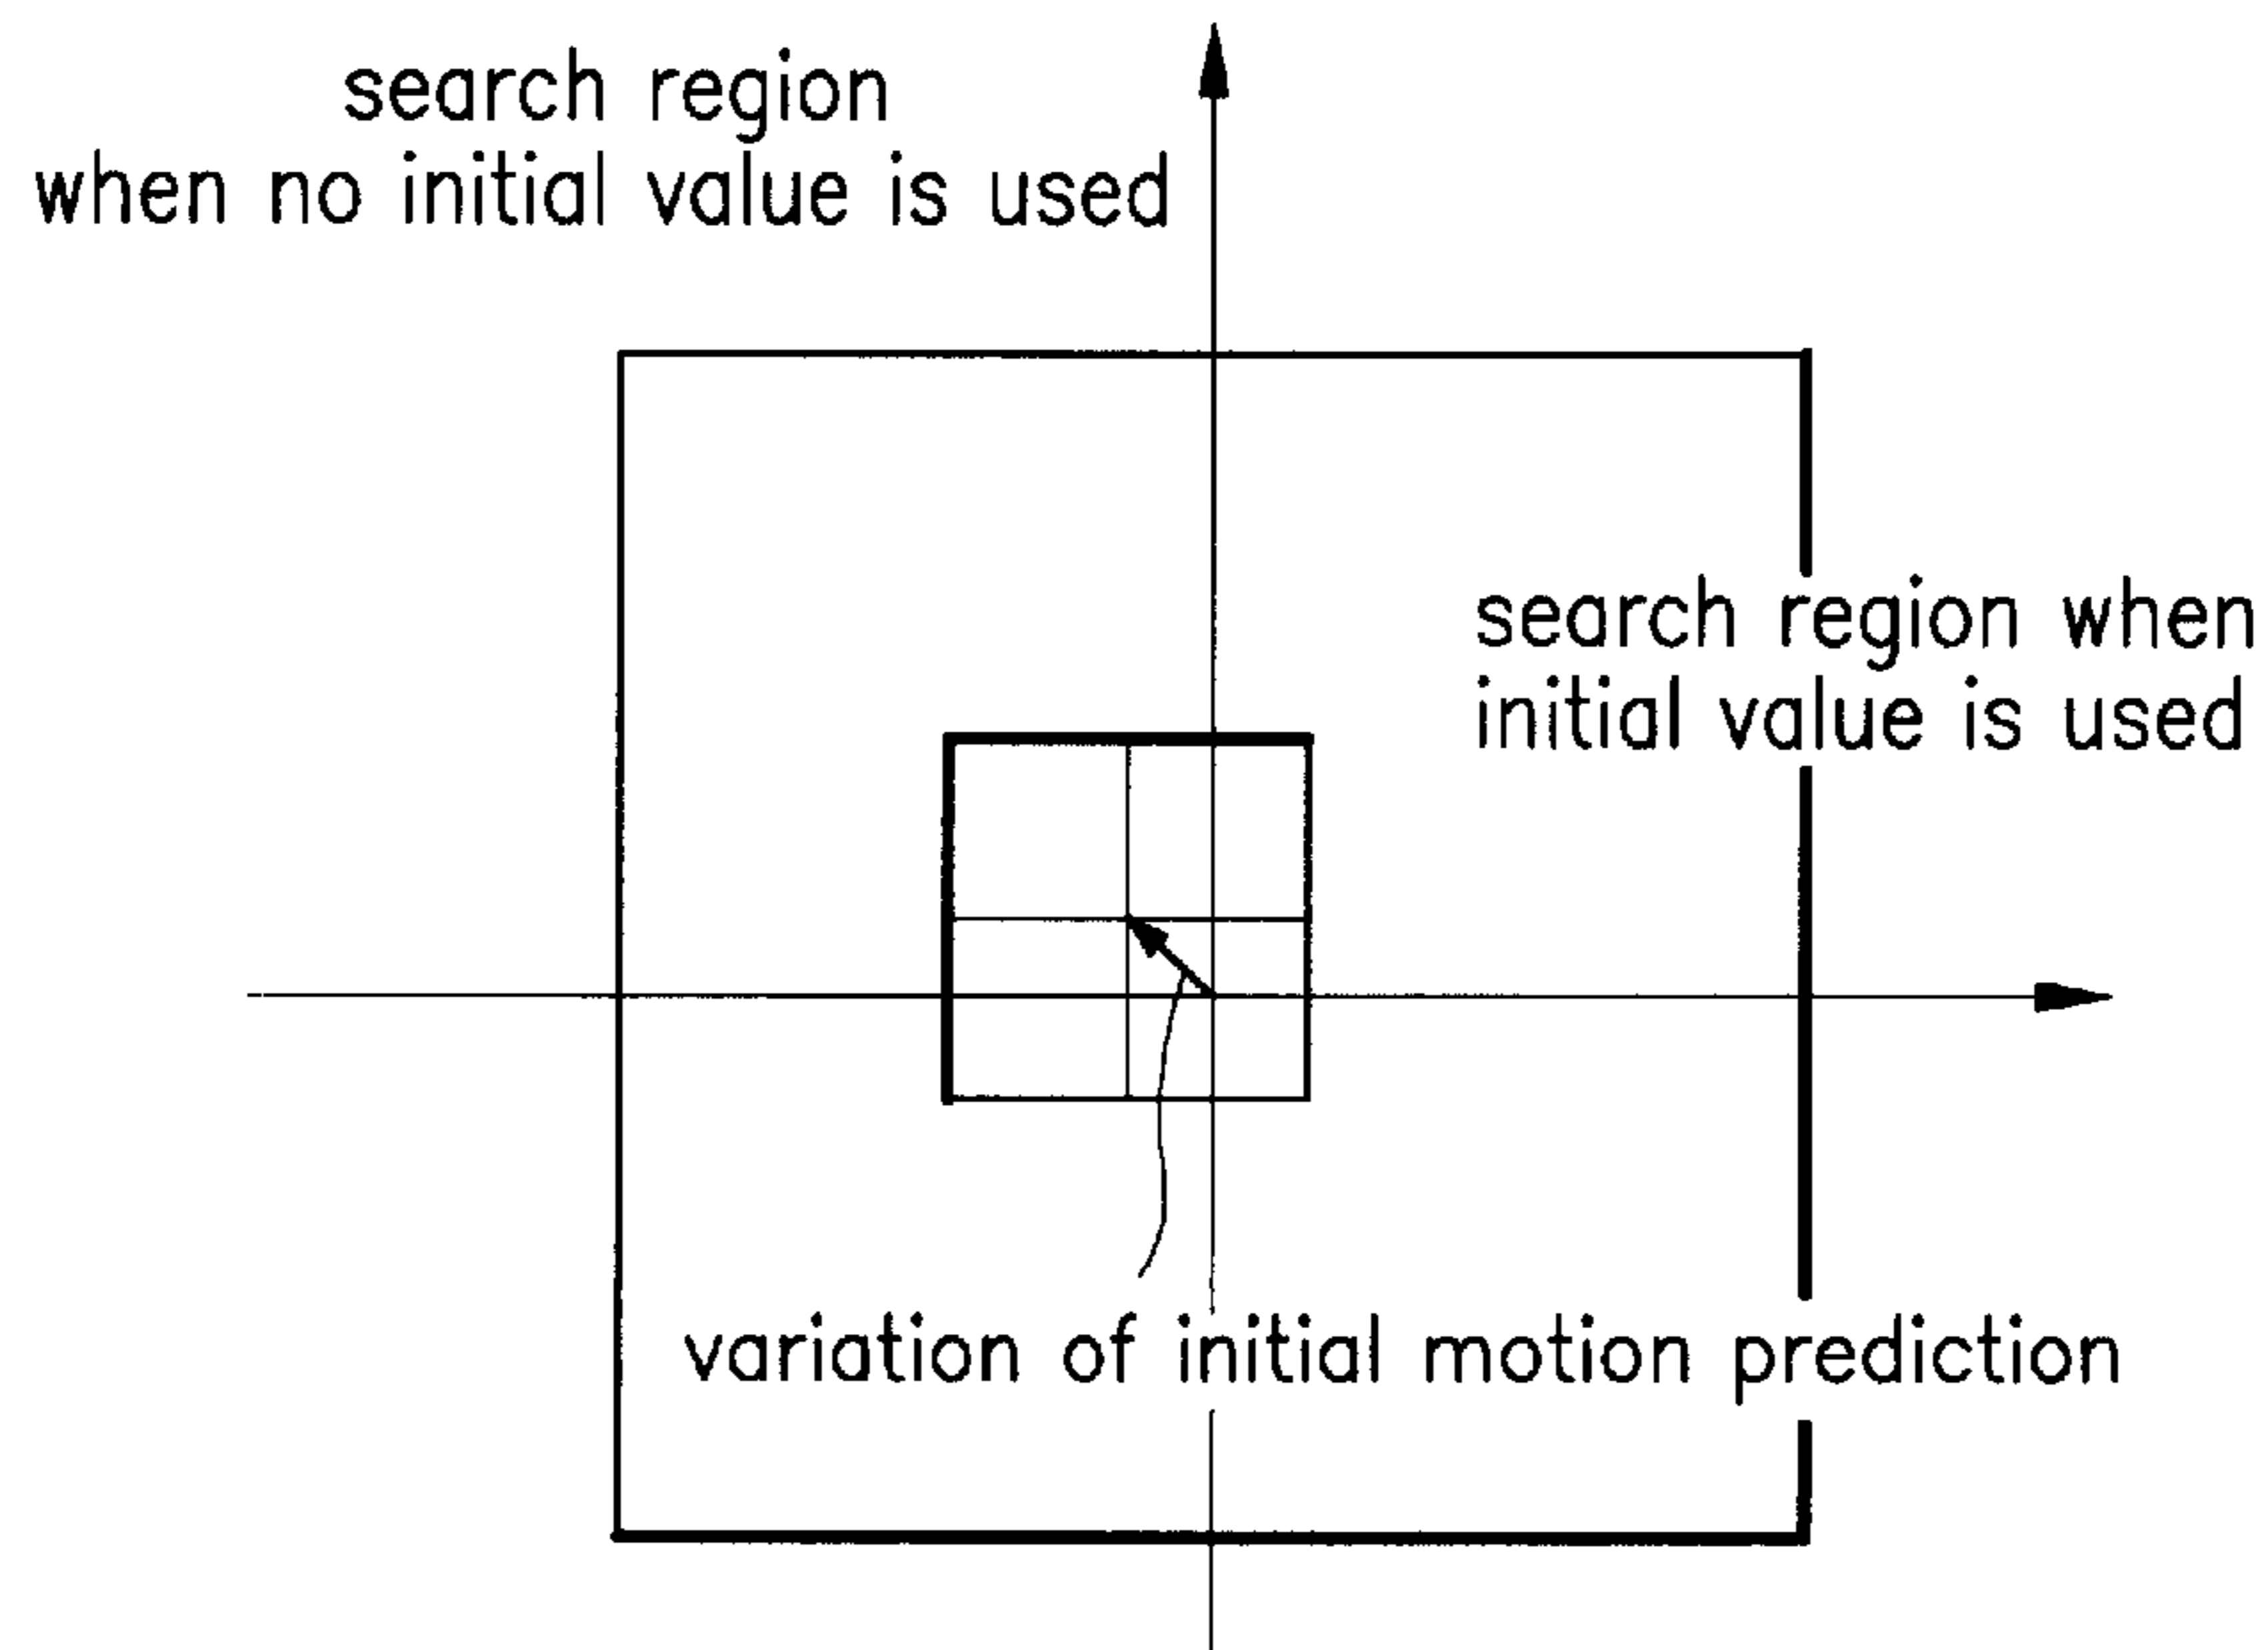 search region
when no initial value is used
search region when
initial value is used
variation of initial motion prediction